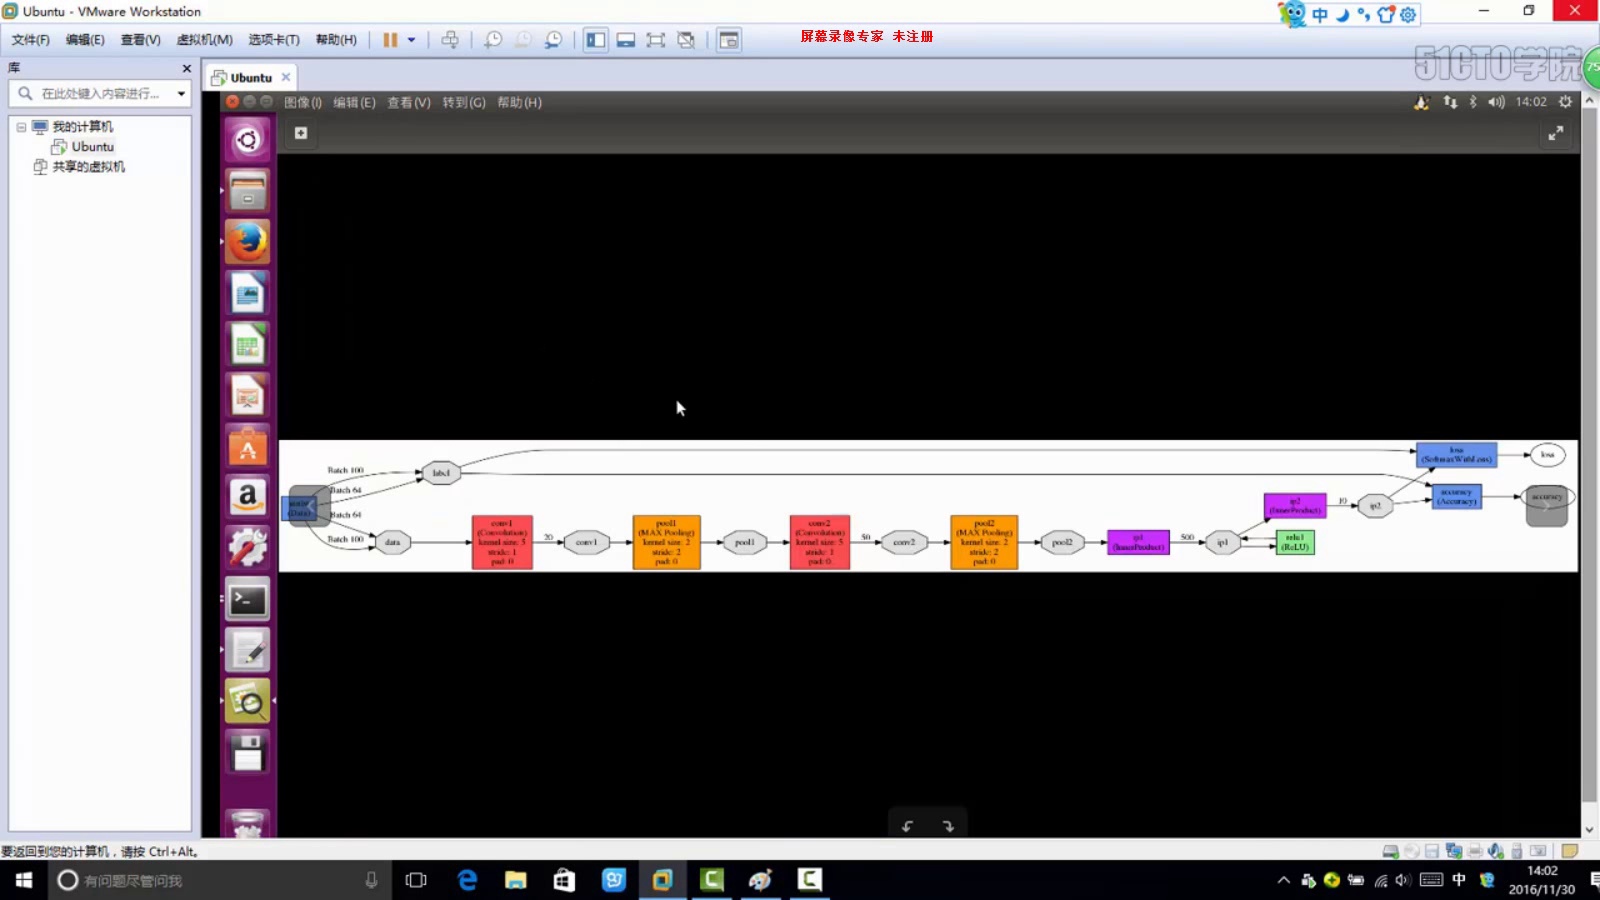 Ubuntu - VMware Workstation
中
文件(F) 编辑(E) 查看(V) 虚拟机(M) 选项卡(T) 帮助(H)
屏幕录像专家 未注册
51CTO学院
75
库
Ubuntu
在此处键入内容进行...
我的计算机
Ubuntu
共享的虚拟机
图像(I) 编辑(E) 查看(V) 转到(G) 帮助(H)
14:02
Batch 100
label
Batch 64
Batch 64
Batch 100
(Data)
data
conv1
(Convolution)
kernel size: 5
stride: 1
pad: 0
20
conv1
pool1
(MAX Pooling)
kernel size: 2
stride: 2
pad: 0
pool1
conv2
(Convolution)
kernel size: 5
stride: 1
pad: 0
50
conv2
pool2
(MAX Pooling)
kernel size: 2
stride: 2
pad: 0
pool2
ip1
(InnerProduct)
500
ip1
relu1
(ReLU)
ip2
(InnerProduct)
10
ip2
loss
(SoftmaxWithLoss)
loss
accuracy
(Accuracy)
accuracy
要返回到您的计算机，请按 Ctrl+Alt。
有问题尽管问我
中
14:02
2016/11/30